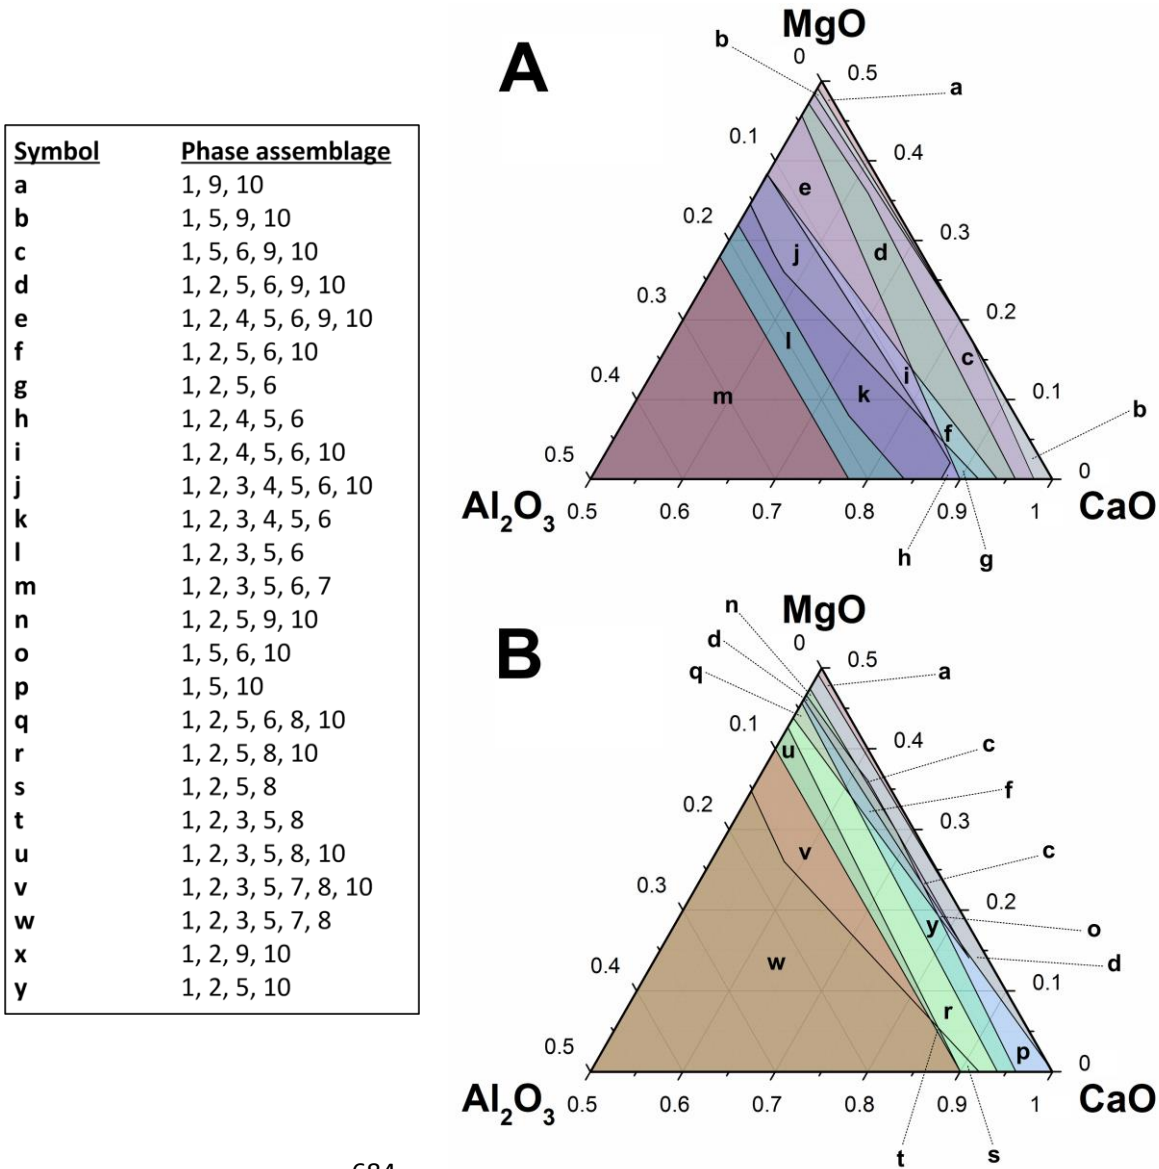 Symbol Phase assemblage
a 1, 9, 10
b 1, 5, 9, 10
c 1, 5, 6, 9, 10
d 1, 2, 5, 6, 9, 10
e 1, 2, 4, 5, 6, 9, 10
f 1, 2, 5, 6, 10
g 1, 2, 5, 6
h 1, 2, 4, 5, 6
i 1, 2, 4, 5, 6, 10
j 1, 2, 3, 4, 5, 6, 10
k 1, 2, 3, 4, 5, 6
l 1, 2, 3, 5, 6
m 1, 2, 3, 5, 6, 7
n 1, 2, 5, 9, 10
o 1, 5, 6, 10
p 1, 5, 10
q 1, 2, 5, 6, 8, 10
r 1, 2, 5, 8, 10
s 1, 2, 5, 8
t 1, 2, 3, 5, 8
u 1, 2, 3, 5, 8, 10
v 1, 2, 3, 5, 7, 8, 10
w 1, 2, 3, 5, 7, 8
x 1, 2, 9, 10
y 1, 2, 5, 10
A
MgO
b
0 0.5
a
0.1 0.4
e
0.2 0.3
j d
0.3 0.2
l c
0.4 i 0.1
m k b
f
0.5 0
Al₂O₃ 0.5 0.6 0.7 0.8 0.9 1 CaO
h g
B
n MgO
d 0 0.5
q a
0.1 0.4
u c
0.2 f
0.3
v c
0.3 0.2
y o
w d
0.4 0.1
r
p
0.5 0
Al₂O₃ 0.5 0.6 0.7 0.8 0.9 1 CaO
t s